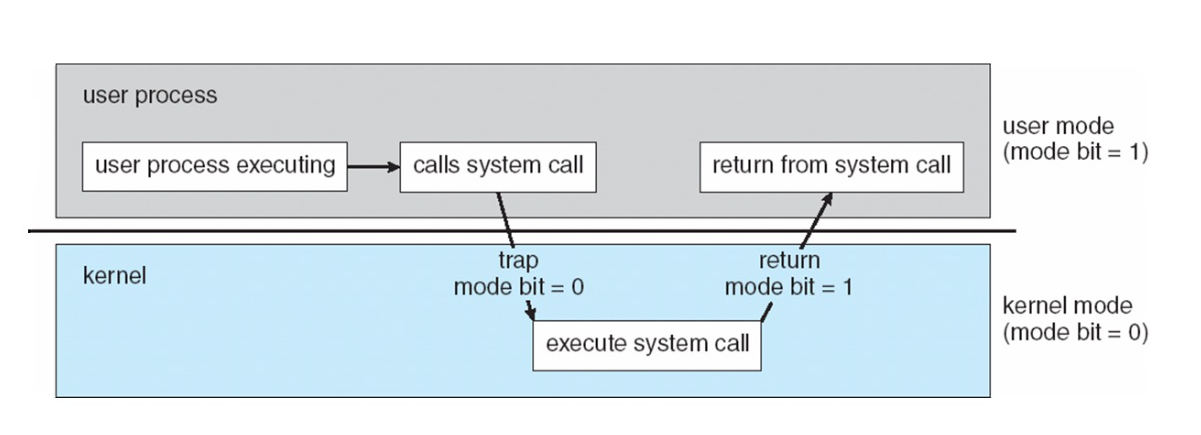 user process
user process executing
calls system call
return from system call
user mode
(mode bit = 1)
kernel
trap
mode bit = 0
return
mode bit = 1
execute system call
kernel mode
(mode bit = 0)